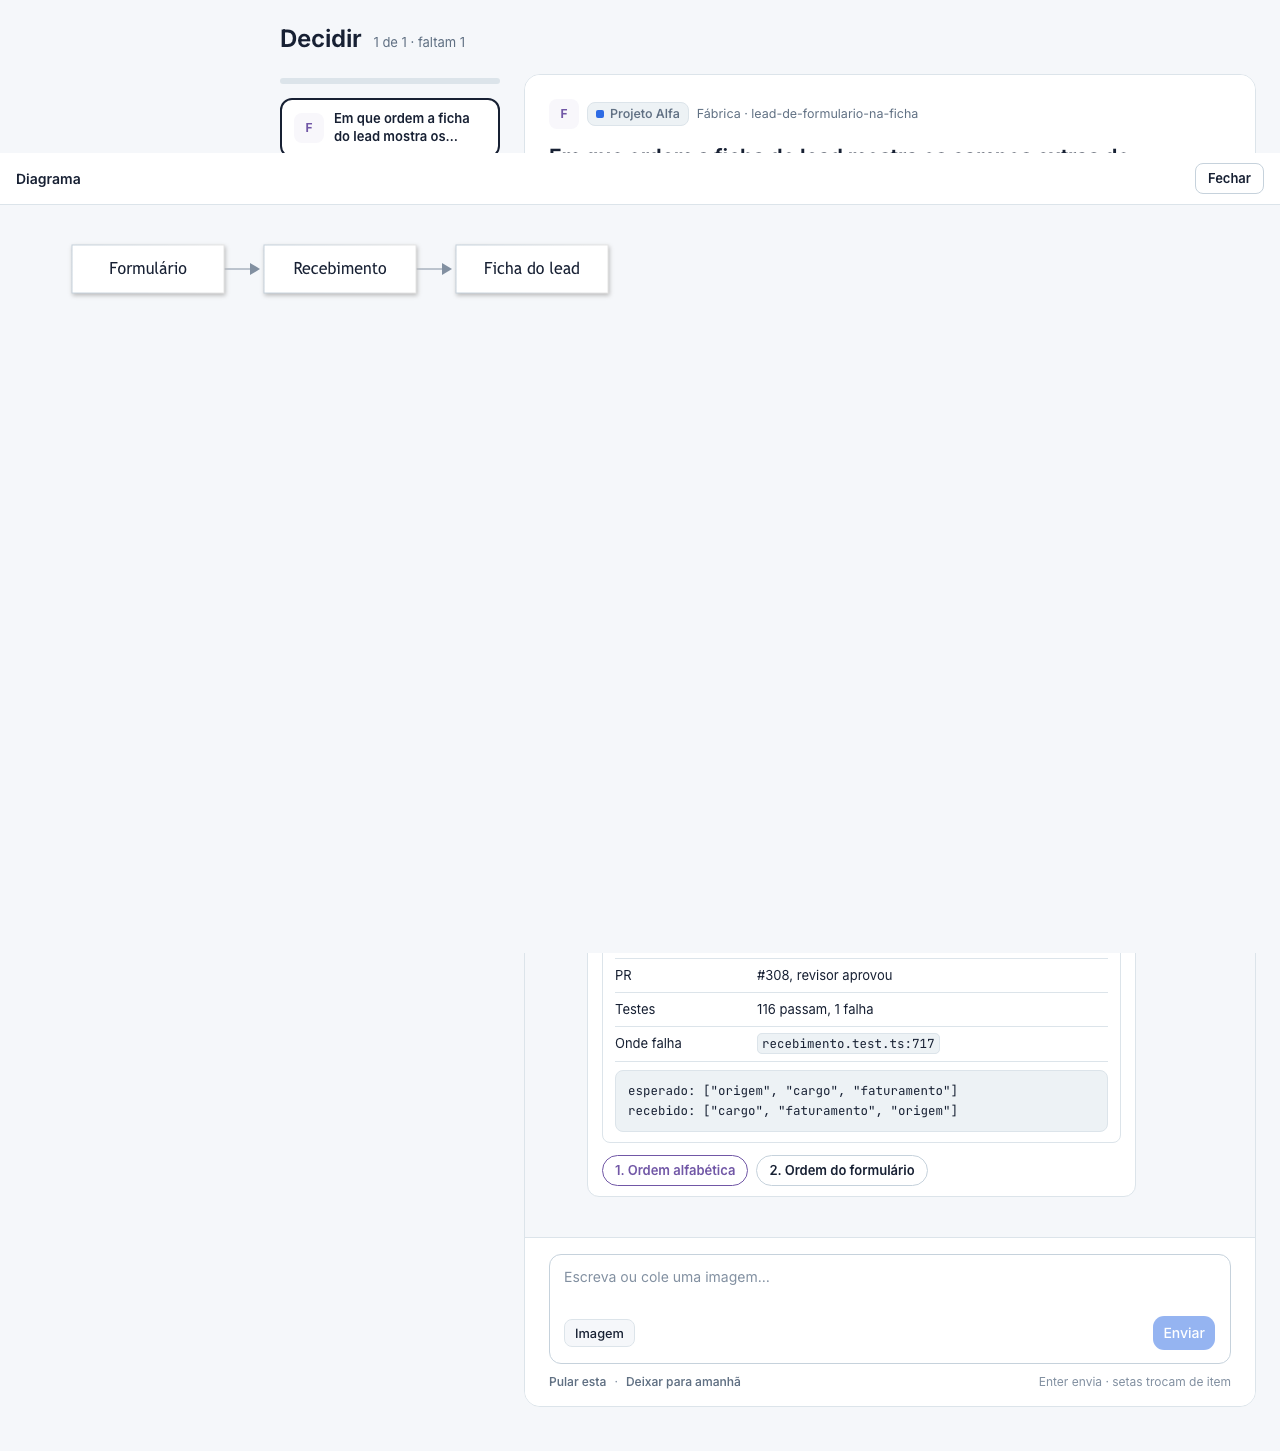 Decidir 1 de 1 · faltam 1
F
Em que ordem a ficha
do lead mostra os...
F Projeto Alfa Fábrica · lead-de-formulario-na-ficha
Diagrama
Fechar
Formulário
Recebimento
Ficha do lead
PR #308, revisor aprovou
Testes 116 passam, 1 falha
Onde falha recebimento.test.ts:717
esperado: ["origem", "cargo", "faturamento"]
recebido: ["cargo", "faturamento", "origem"]
1. Ordem alfabética
2. Ordem do formulário
Escreva ou cole uma imagem...
Imagem
Enviar
Pular esta · Deixar para amanhã
Enter envia · setas trocam de item